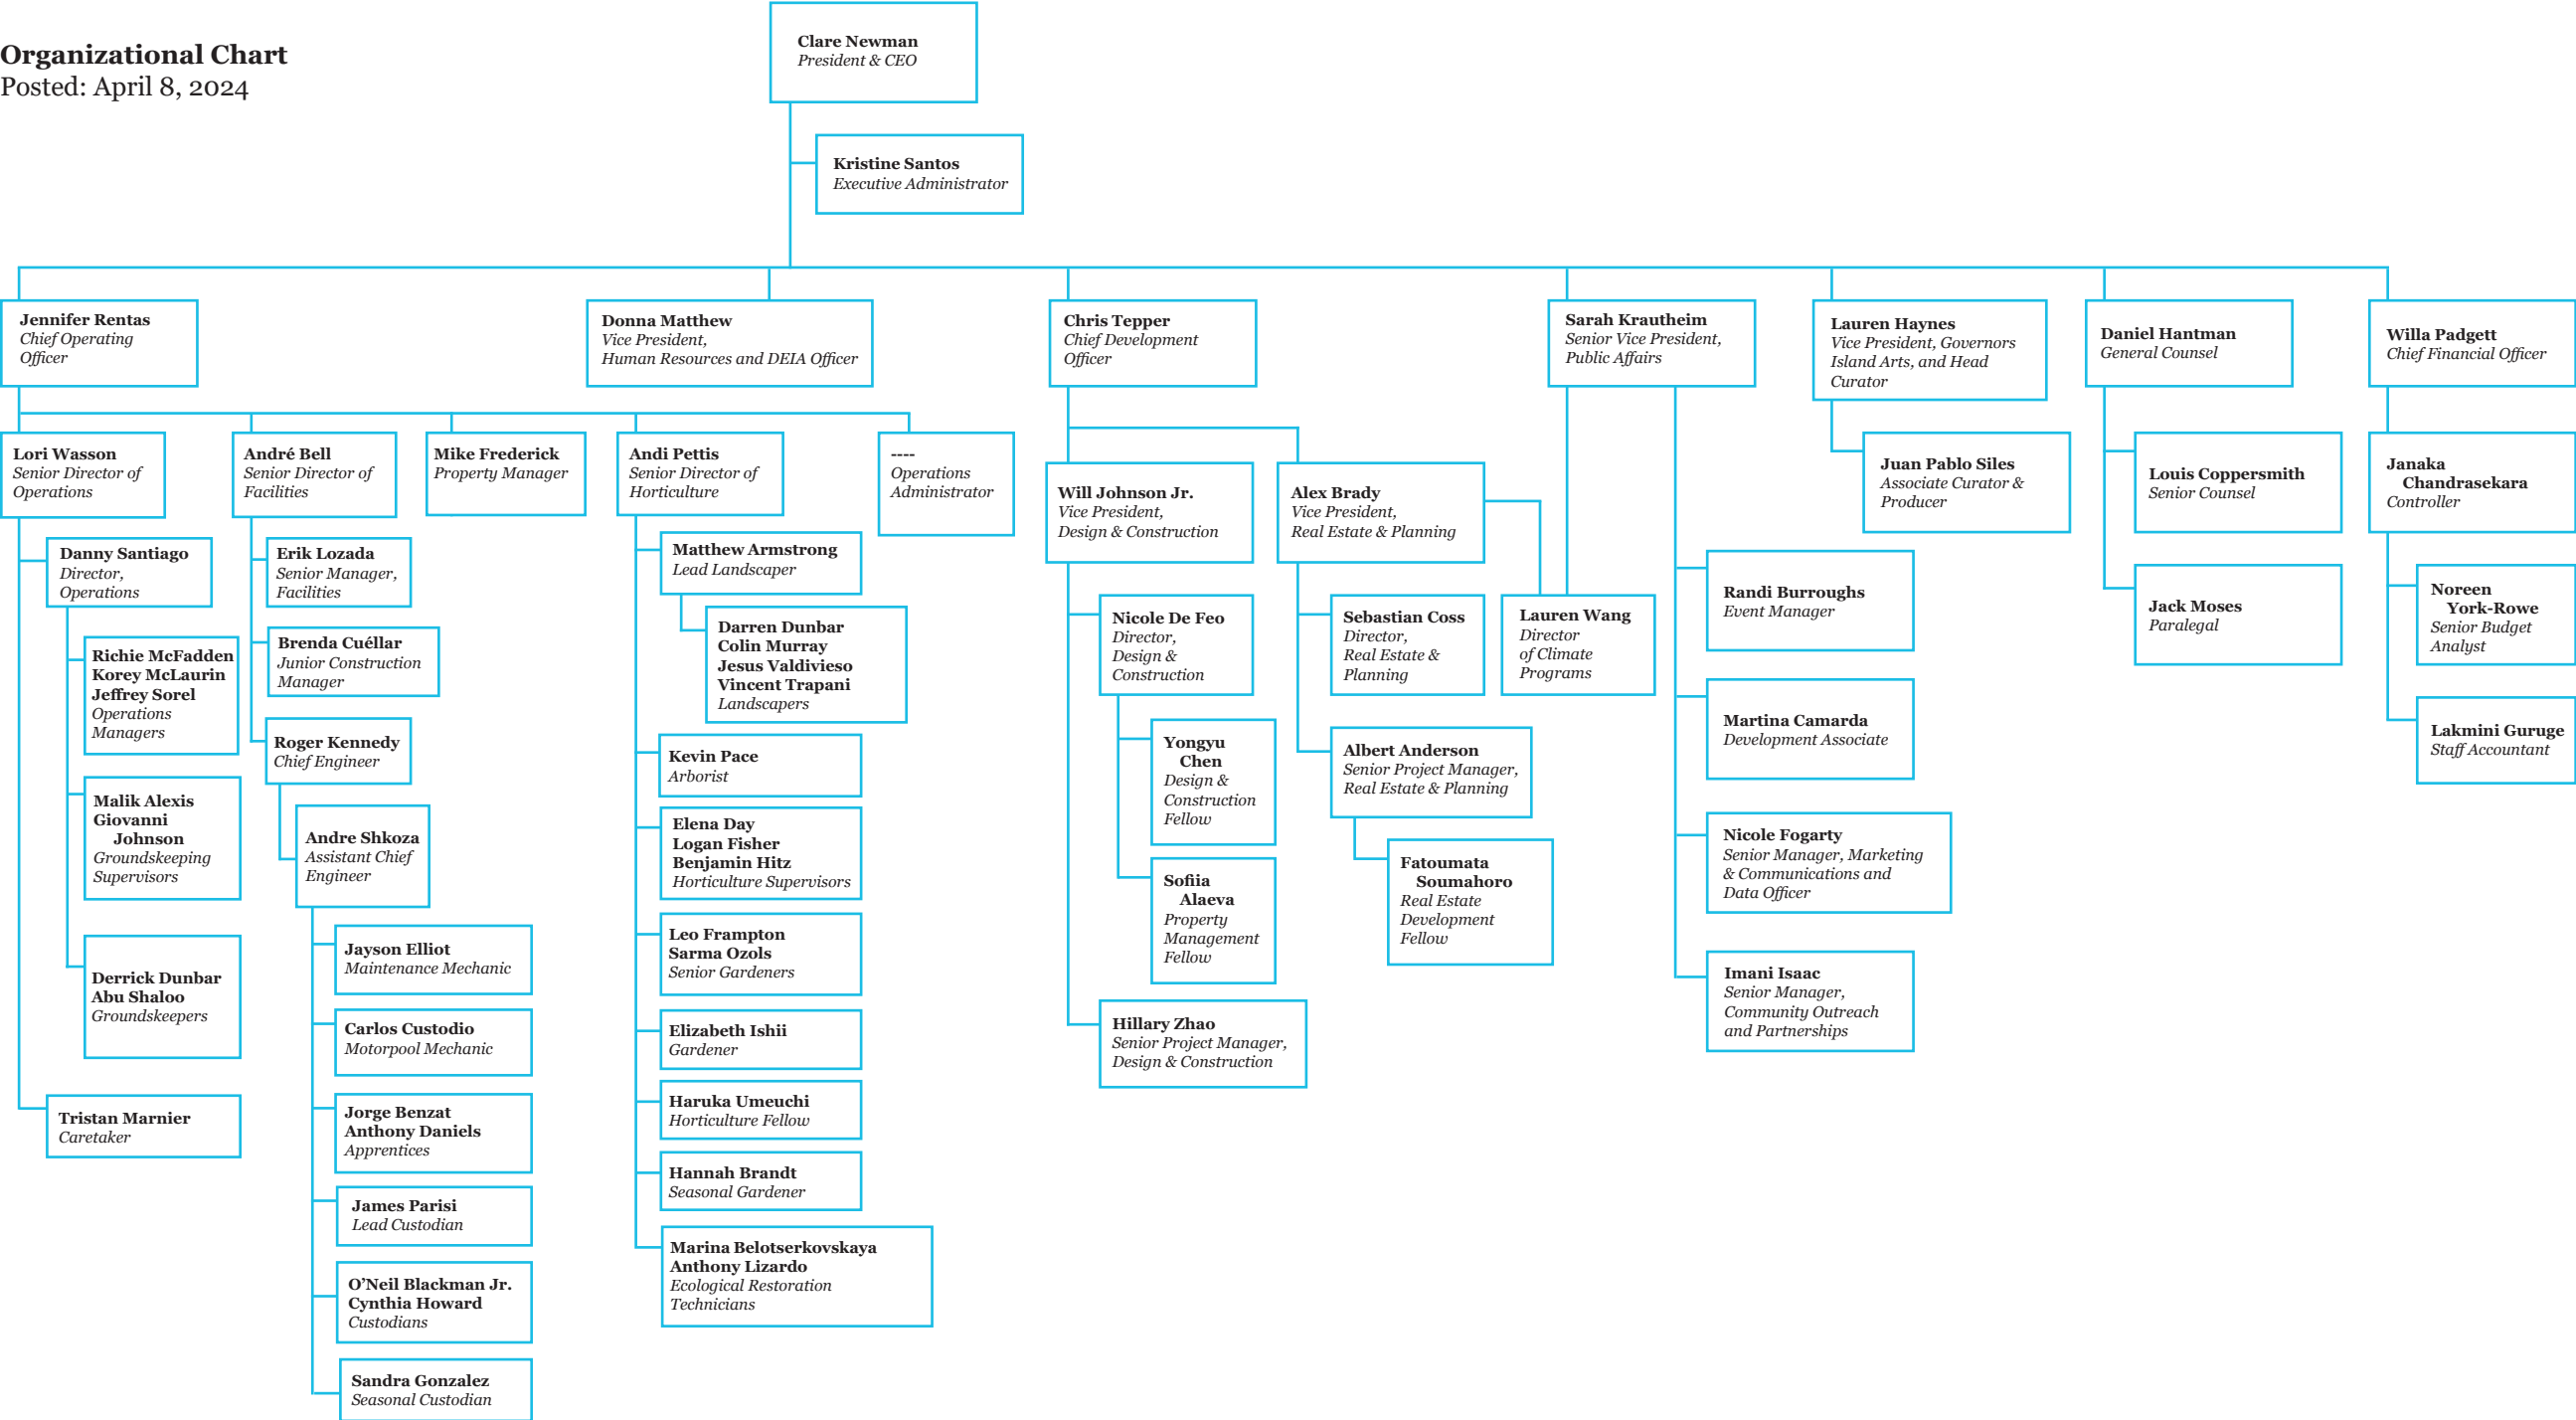 Organizational Chart
Posted: April 8, 2024
Clare Newman
President & CEO
Kristine Santos
Executive Administrator
Jennifer Rentas
Chief Operating
Officer
Donna Matthew
Vice President,
Human Resources and DEIA Officer
Chris Tepper
Chief Development
Officer
Sarah Krautheim
Senior Vice President,
Public Affairs
Lauren Haynes
Vice President, Governors
Island Arts, and Head
Curator
Daniel Hantman
General Counsel
Willa Padgett
Chief Financial Officer
Lori Wasson
Senior Director of
Operations
André Bell
Senior Director of
Facilities
Mike Frederick
Property Manager
Andi Pettis
Senior Director of
Horticulture
----
Operations
Administrator
Danny Santiago
Director,
Operations
Richie McFadden
Korey McLaurin
Jeffrey Sorel
Operations
Managers
Malik Alexis
Giovanni
Johnson
Groundskeeping
Supervisors
Derrick Dunbar
Abu Shaloo
Groundskeepers
Tristan Marnier
Caretaker
Erik Lozada
Senior Manager,
Facilities
Brenda Cuéllar
Junior Construction
Manager
Roger Kennedy
Chief Engineer
Andre Shkoza
Assistant Chief
Engineer
Jayson Elliot
Maintenance Mechanic
Carlos Custodio
Motorpool Mechanic
Jorge Benzat
Anthony Daniels
Apprentices
James Parisi
Lead Custodian
O’Neil Blackman Jr.
Cynthia Howard
Custodians
Sandra Gonzalez
Seasonal Custodian
Matthew Armstrong
Lead Landscaper
Darren Dunbar
Colin Murray
Jesus Valdivieso
Vincent Trapani
Landscapers
Kevin Pace
Arborist
Elena Day
Logan Fisher
Benjamin Hitz
Horticulture Supervisors
Leo Frampton
Sarma Ozols
Senior Gardeners
Elizabeth Ishii
Gardener
Haruka Umeuchi
Horticulture Fellow
Hannah Brandt
Seasonal Gardener
Marina Belotserkovskaya
Anthony Lizardo
Ecological Restoration
Technicians
Will Johnson Jr.
Vice President,
Design & Construction
Alex Brady
Vice President,
Real Estate & Planning
Nicole De Feo
Director,
Design &
Construction
Yongyu
Chen
Design &
Construction
Fellow
Sofiia
Alaeva
Property
Management
Fellow
Hillary Zhao
Senior Project Manager,
Design & Construction
Sebastian Coss
Director,
Real Estate &
Planning
Albert Anderson
Senior Project Manager,
Real Estate & Planning
Fatoumata
Soumahoro
Real Estate
Development
Fellow
Lauren Wang
Director
of Climate
Programs
Randi Burroughs
Event Manager
Martina Camarda
Development Associate
Nicole Fogarty
Senior Manager, Marketing
& Communications and
Data Officer
Imani Isaac
Senior Manager,
Community Outreach
and Partnerships
Juan Pablo Siles
Associate Curator &
Producer
Louis Coppersmith
Senior Counsel
Jack Moses
Paralegal
Janaka
Chandrasekara
Controller
Noreen
York-Rowe
Senior Budget
Analyst
Lakmini Guruge
Staff Accountant